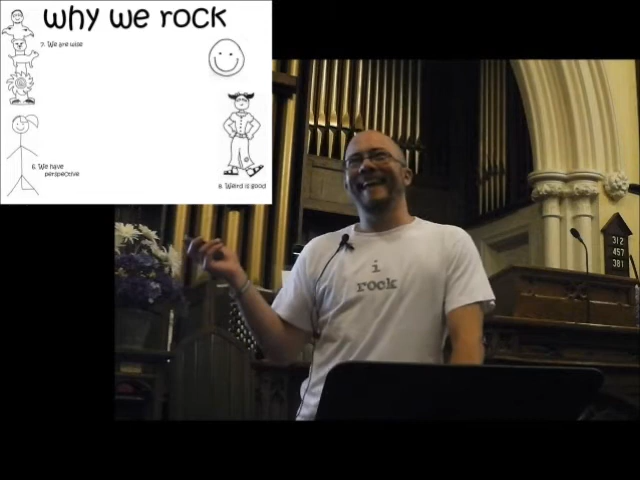 why we rock
7. We are wise
6. We have
perspective
8. Weird is good
i
rock
312
457
381